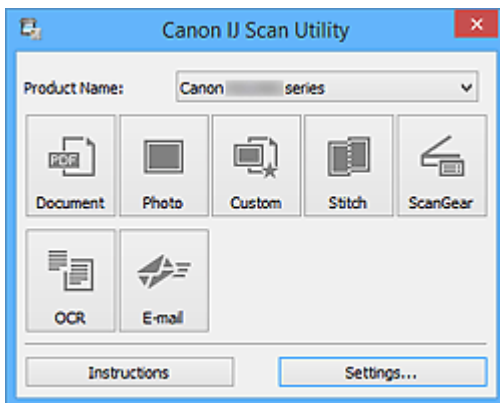 Canon IJ Scan Utility
Product Name: Canon series
PDF
Document Photo Custom Stitch ScanGear
OCR E-mail
Instructions Settings...